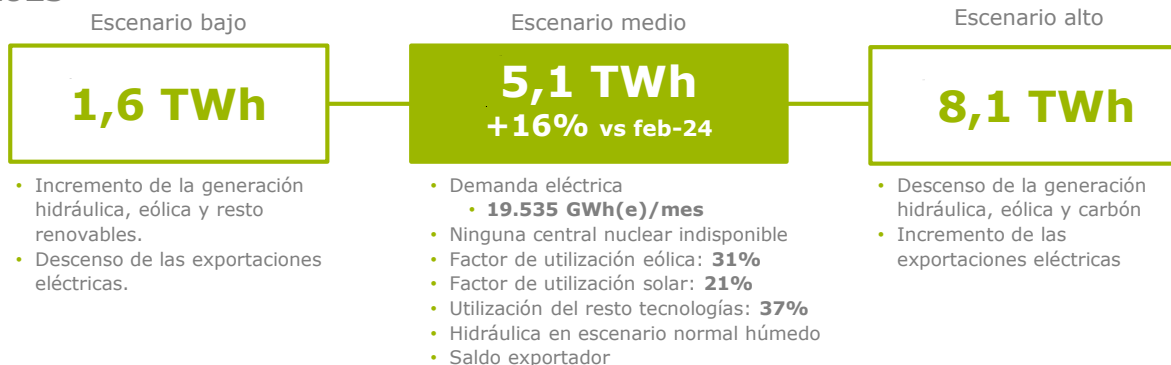 Escenario bajo
1,6 TWh
• Incremento de la generación
hidráulica, eólica y resto
renovables.
• Descenso de las exportaciones
eléctricas.
Escenario medio
5,1 TWh
+16% vs feb-24
• Demanda eléctrica
• 19.535 GWh(e)/mes
• Ninguna central nuclear indisponible
• Factor de utilización eólica: 31%
• Factor de utilización solar: 21%
• Utilización del resto tecnologías: 37%
• Hidráulica en escenario normal húmedo
• Saldo exportador
Escenario alto
8,1 TWh
• Descenso de la generación
hidráulica, eólica y carbón
• Incremento de las
exportaciones eléctricas